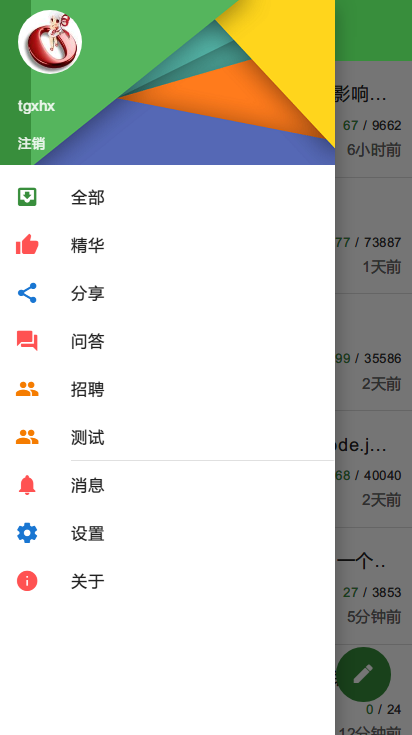 tgxhx
注销
全部
精华
分享
问答
招聘
测试
消息
设置
关于
影响...
67 / 9662
6小时前
77 / 73887
1天前
99 / 35586
2天前
ode.j...
68 / 40040
2天前
一个..
27 / 3853
5分钟前
0 / 24
12分钟前